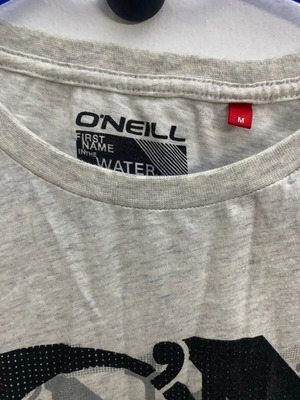 O'NEILL
FIRST
NAME
IN THE
WATER
M